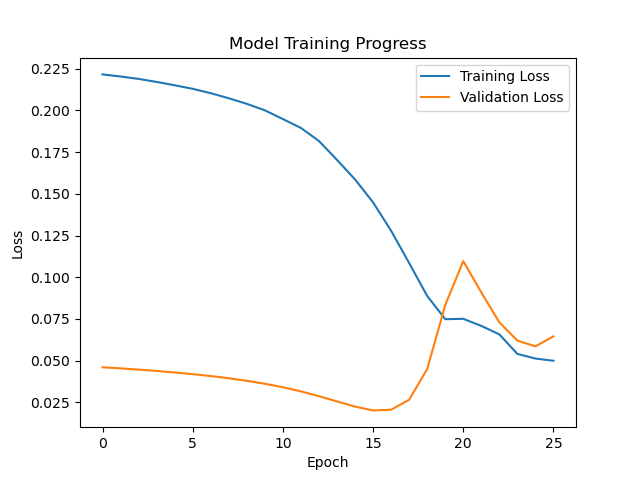 Model Training Progress
Training Loss
Validation Loss
0.225
0.200
0.175
0.150
0.125
0.100
0.075
0.050
0.025
Loss
0 5 10 15 20 25
Epoch